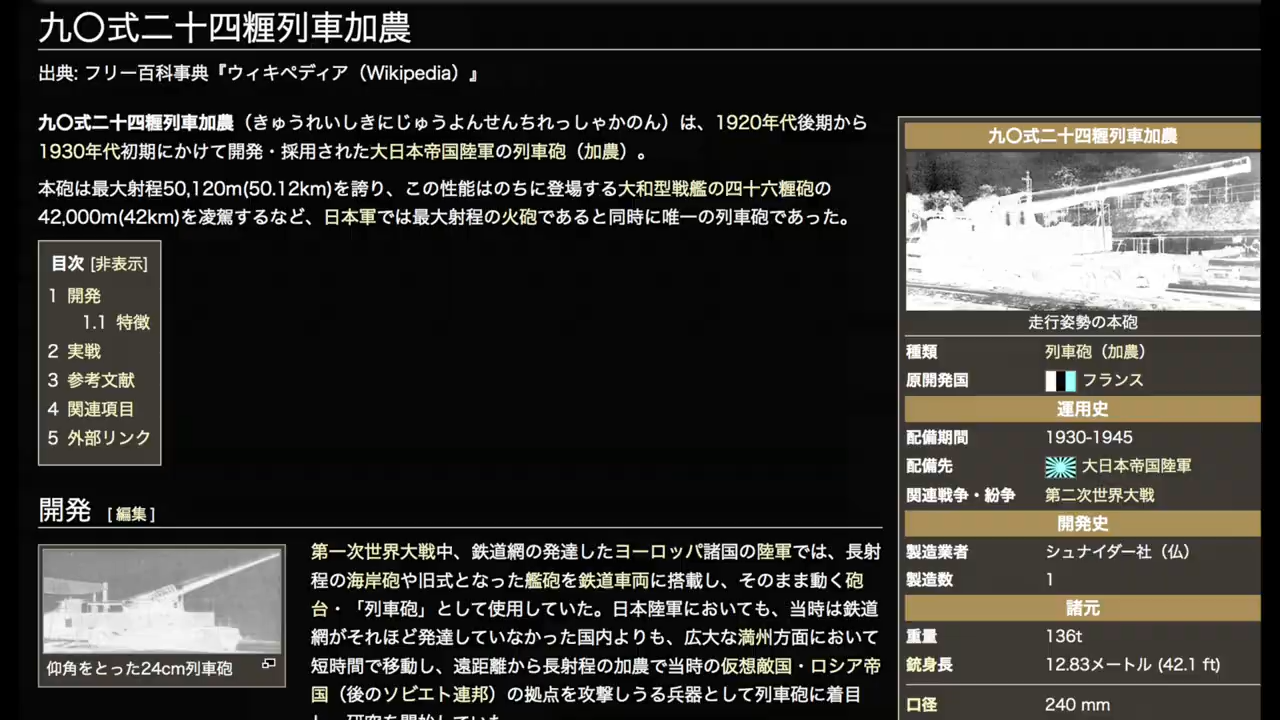 九〇式二十四糎列車加農
出典: フリー百科事典『ウィキペディア（Wikipedia）』
九〇式二十四糎列車加農（きゅうれいしきにじゅうよんせんちれっしゃかのん）は、1920年代後期から
1930年代初期にかけて開発・採用された大日本帝国陸軍の列車砲（加農）。
本砲は最大射程50,120m(50.12km)を誇り、この性能はのちに登場する大和型戦艦の四十六糎砲の
42,000m(42km)を凌駕するなど、日本軍では最大射程の火砲であると同時に唯一の列車砲であった。
目次 [非表示]
1 開発
1.1 特徴
2 実戦
3 参考文献
4 関連項目
5 外部リンク
開発 [編集]
仰角をとった24cm列車砲
第一次世界大戦中、鉄道網の発達したヨーロッパ諸国の陸軍では、長射
程の海岸砲や旧式となった艦砲を鉄道車両に搭載し、そのまま動く砲
台・「列車砲」として使用していた。日本陸軍においても、当時は鉄道
網がそれほど発達していなかった国内よりも、広大な満州方面において
短時間で移動し、遠距離から長射程の加農で当時の仮想敵国・ロシア帝
国（後のソビエト連邦）の拠点を攻撃しうる兵器として列車砲に着目
し、研究を開始していた
九〇式二十四糎列車加農
走行姿勢の本砲
種類 列車砲（加農）
原開発国 フランス
運用史
配備期間 1930-1945
配備先 大日本帝国陸軍
関連戦争・紛争 第二次世界大戦
開発史
製造業者 シュナイダー社（仏）
製造数 1
諸元
重量 136t
銃身長 12.83メートル (42.1 ft)
口径 240 mm